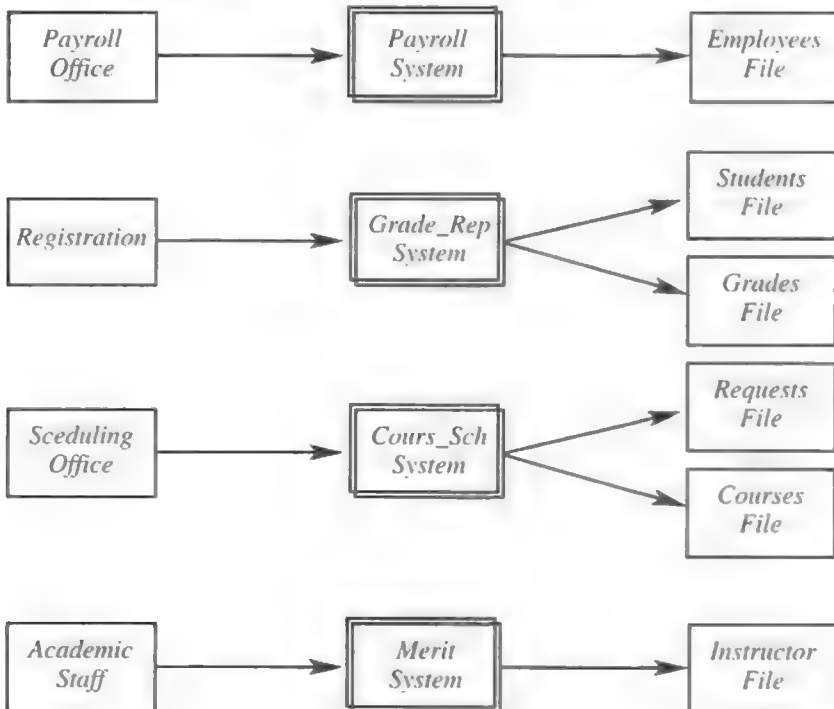 Payroll
Office
Payroll
System
Employees
File
Registration
Grade_Rep
System
Students
File
Grades
File
Sceduling
Office
Cours_Sch
System
Requests
File
Courses
File
Academic
Staff
Merit
System
Instructor
File